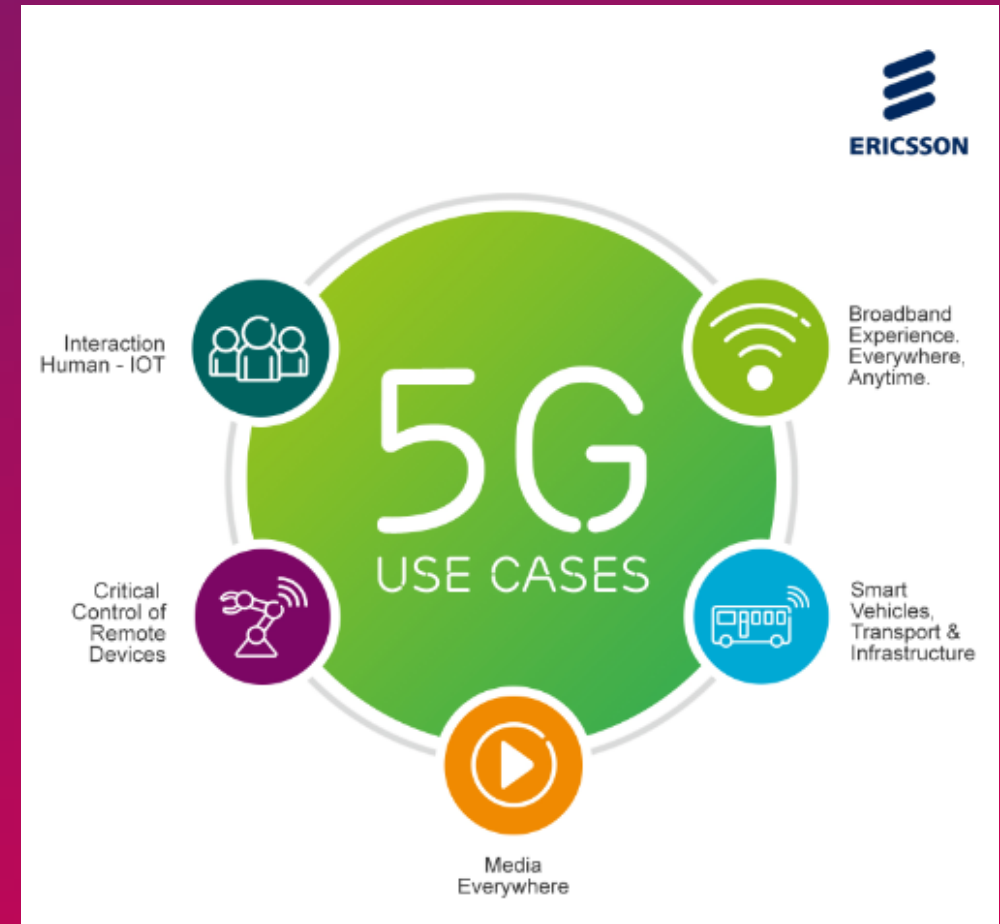 ERICSSON
Interaction
Human - IOT
Broadband
Experience.
Everywhere,
Anytime.
5G
USE CASES
Critical
Control of
Remote
Devices
Smart
Vehicles,
Transport &
Infrastructure
Media
Everywhere